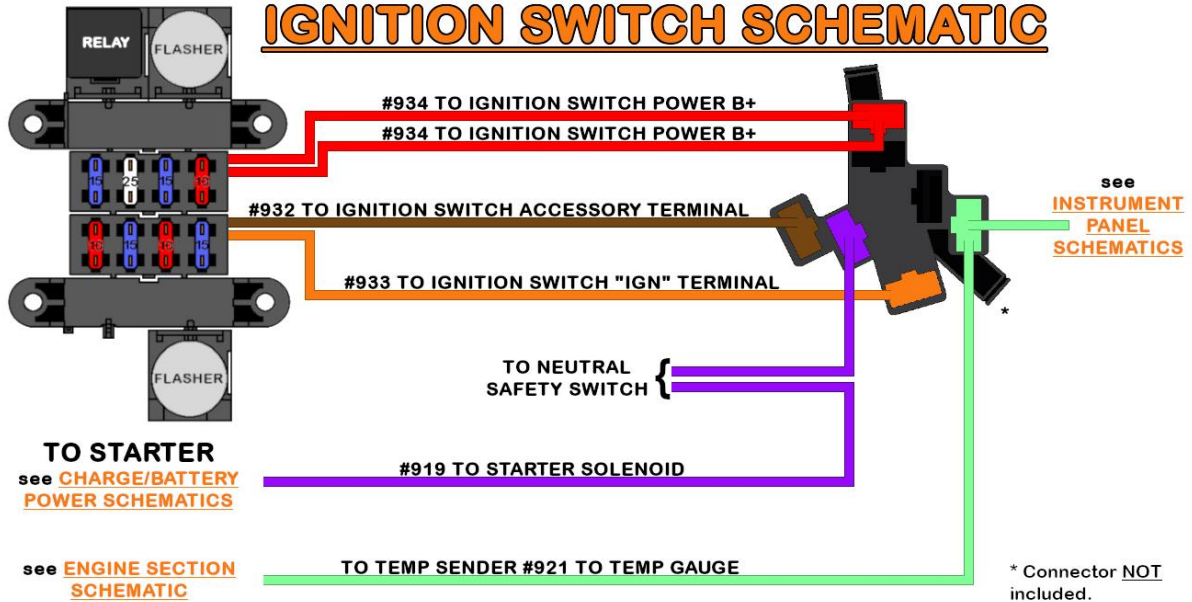 IGNITION SWITCH SCHEMATIC
RELAY
FLASHER
#934 TO IGNITION SWITCH POWER B+
#934 TO IGNITION SWITCH POWER B+
15
25
15
#932 TO IGNITION SWITCH ACCESSORY TERMINAL
15
15
#933 TO IGNITION SWITCH "IGN" TERMINAL
see
INSTRUMENT
PANEL
SCHEMATICS
*
TO NEUTRAL
SAFETY SWITCH {
FLASHER
TO STARTER
see CHARGE/BATTERY
POWER SCHEMATICS
#919 TO STARTER SOLENOID
see ENGINE SECTION
SCHEMATIC
TO TEMP SENDER #921 TO TEMP GAUGE
* Connector NOT
included.